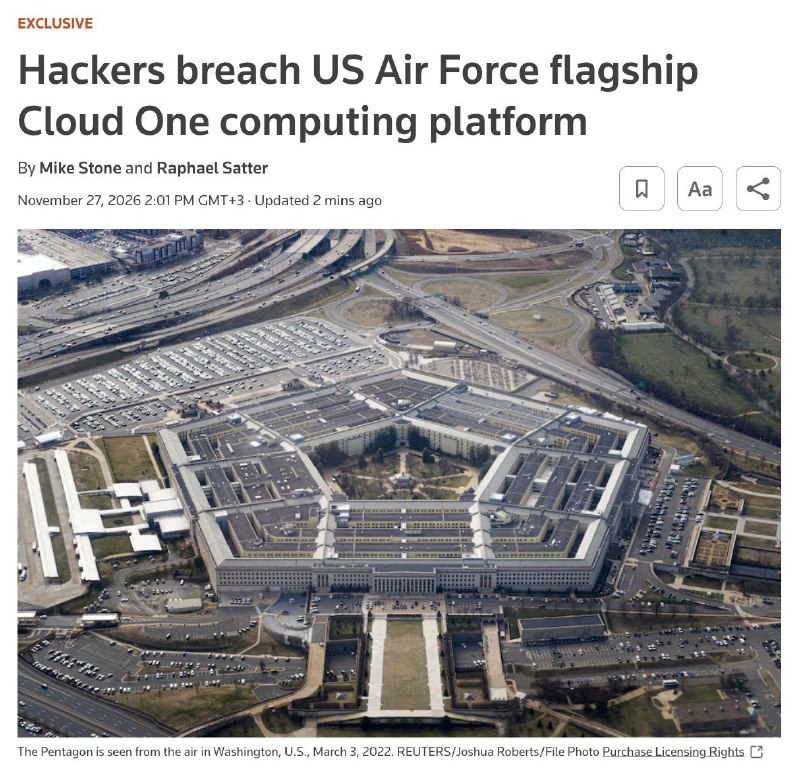 EXCLUSIVE
Hackers breach US Air Force flagship
Cloud One computing platform
By Mike Stone and Raphael Satter
November 27, 2026 2:01 PM GMT+3 · Updated 2 mins ago
Aa
The Pentagon is seen from the air in Washington, U.S., March 3, 2022. REUTERS/Joshua Roberts/File Photo Purchase Licensing Rights